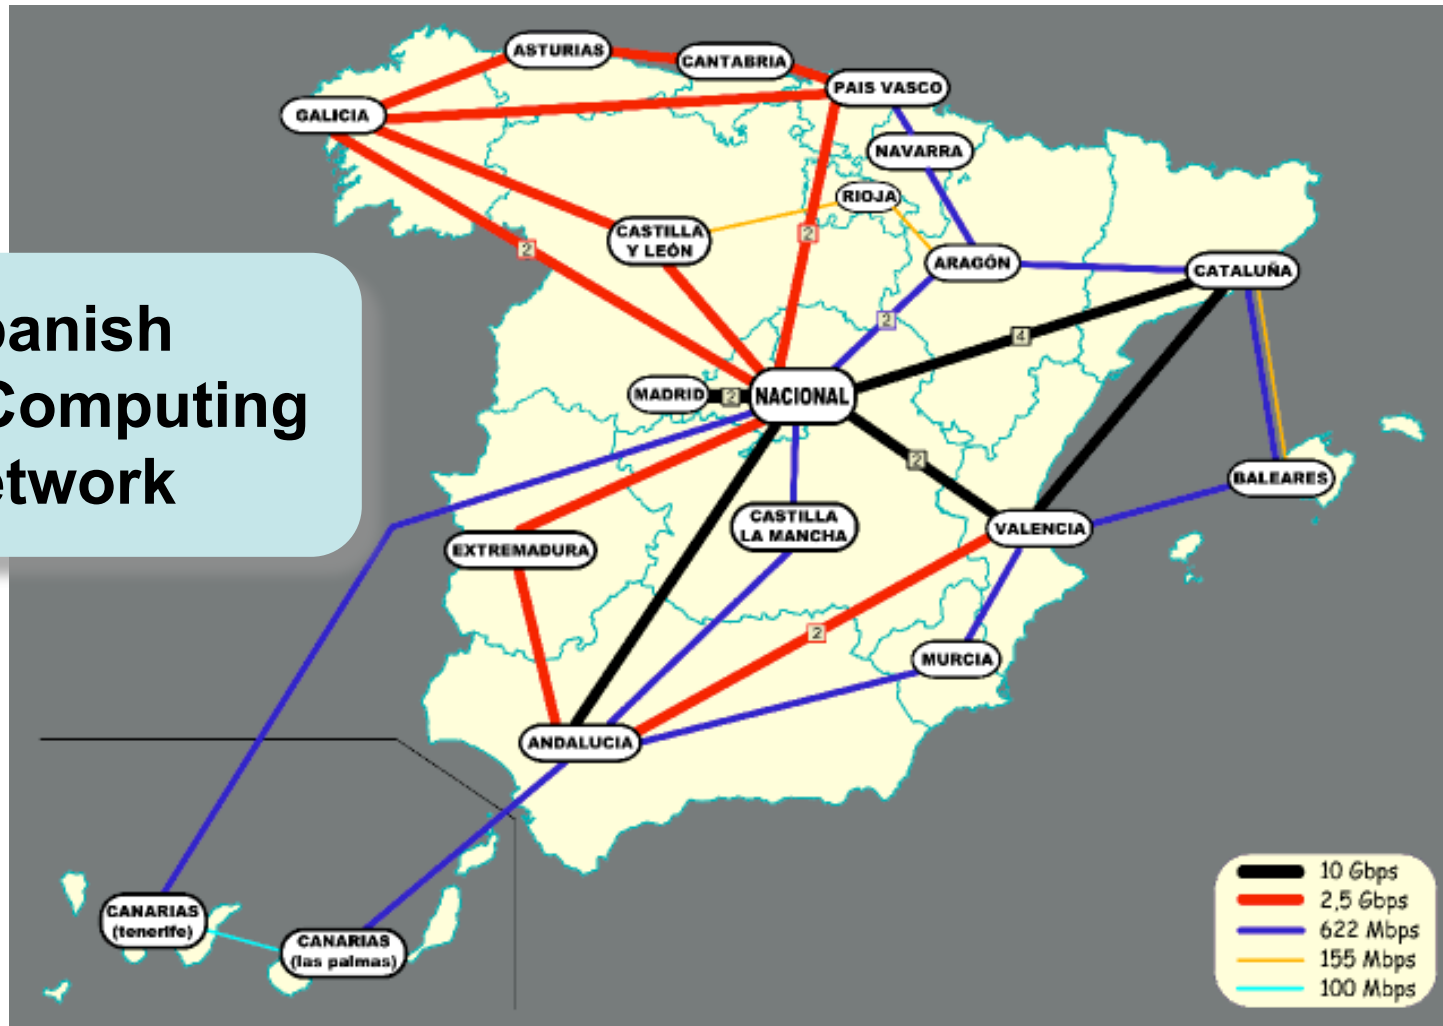 ASTURIAS
CANTABRIA
PAIS VASCO
GALICIA
NAVARRA
RIOJA
CASTILLA
Y LEÓN
2
2
ARAGÓN
CATALUÑA
panish
Computing
etwork
2
4
MADRID
2
NACIONAL
2
BALEARES
CASTILLA
LA MANCHA
VALENCIA
EXTREMADURA
2
MURCIA
ANDALUCIA
CANARIAS
(tenerife)
CANARIAS
(las palmas)
10 Gbps
2,5 Gbps
622 Mbps
155 Mbps
100 Mbps